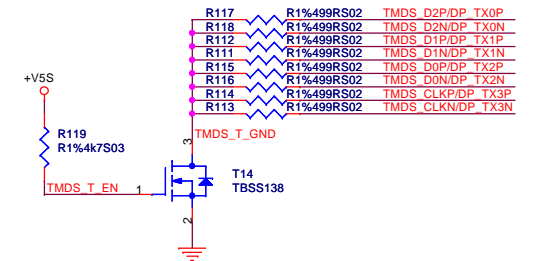 R117 R1%499RS02 TMDS_D2P/DP_TX0P
R118 R1%499RS02 TMDS_D2N/DP_TX0N
R112 R1%499RS02 TMDS_D1P/DP_TX1P
R111 R1%499RS02 TMDS_D1N/DP_TX1N
R115 R1%499RS02 TMDS_D0P/DP_TX2P
R116 R1%499RS02 TMDS_D0N/DP_TX2N
R114 R1%499RS02 TMDS_CLKP/DP_TX3P
R113 R1%499RS02 TMDS_CLKN/DP_TX3N
+V5S
R119
R1%4k7S03
TMDS_T_GND
3
T14
TBSS138
TMDS_T_EN 1
2